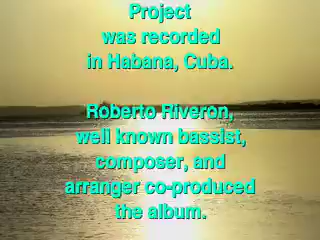 Project
was recorded
in Habana, Cuba.
Roberto Riveron,
well known bassist,
composer, and
arranger co-produced
the album.